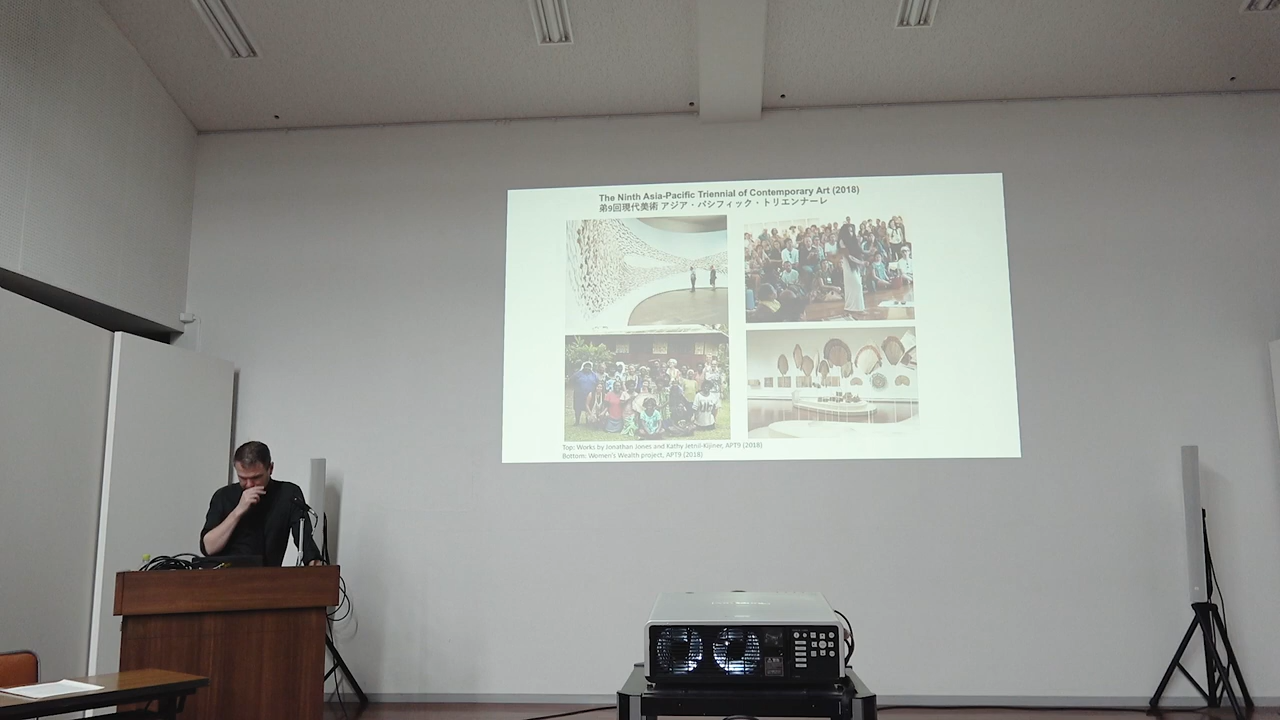 The Ninth Asia-Pacific Triennial of Contemporary Art (2018)
第9回現代美術 アジア・パシフィック・トリエンナーレ
Top: Works by Jonathan Jones and Kathy Jetnil-Kijiner, APT9 (2018)
Bottom: Women's Wealth project, APT9 (2018)